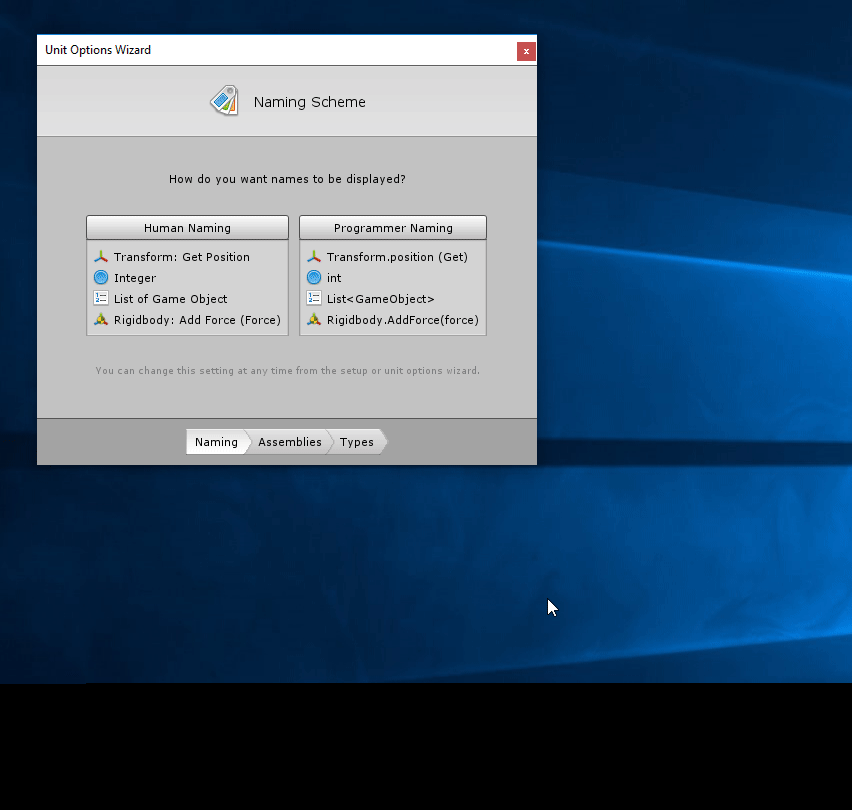 Unit Options Wizard
x
Naming Scheme
How do you want names to be displayed?
Human Naming
Transform: Get Position
Integer
List of Game Object
Rigidbody: Add Force (Force)
Programmer Naming
Transform.position (Get)
int
List<GameObject>
Rigidbody.AddForce(force)
You can change this setting at any time from the setup or unit options wizard.
Naming Assemblies Types